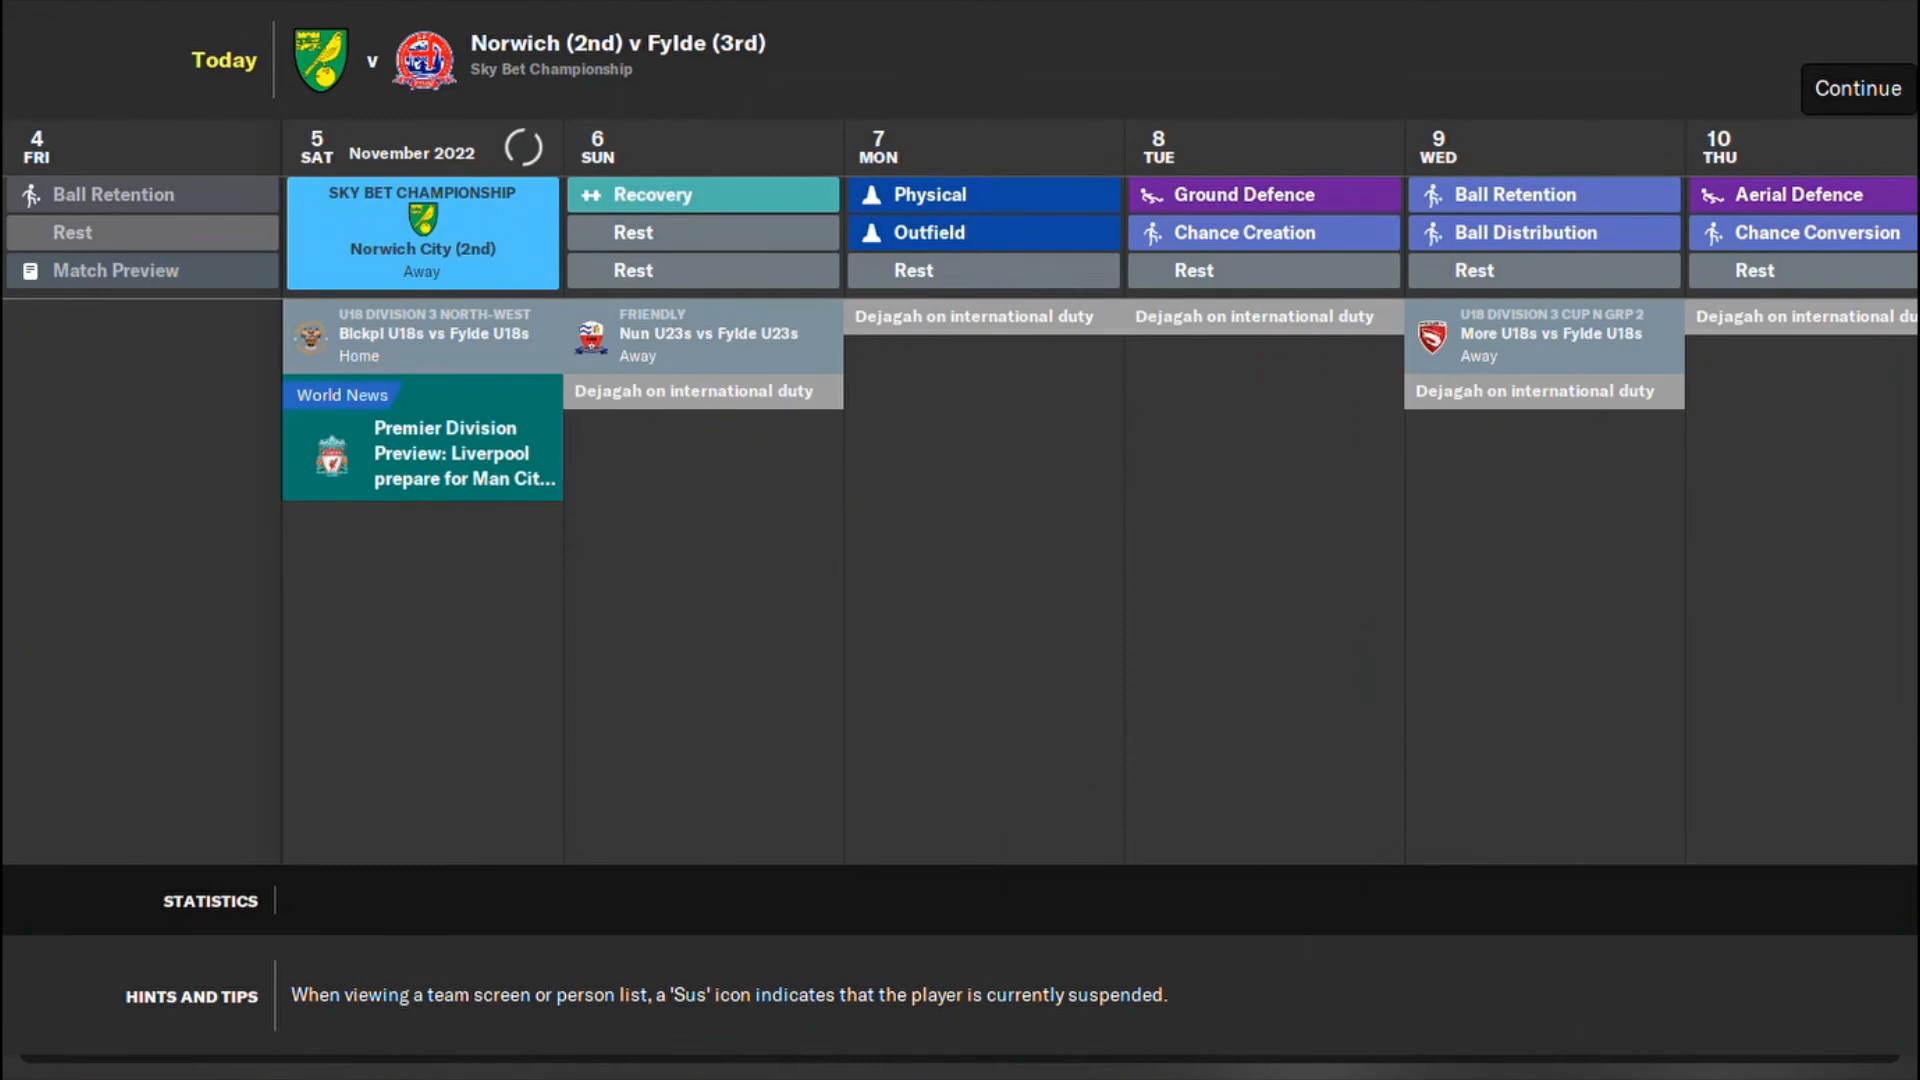 Today
v
Norwich (2nd) v Fylde (3rd)
Sky Bet Championship
Continue
4
FRI
5
SAT
November 2022
6
SUN
7
MON
8
TUE
9
WED
10
THU
Ball Retention
Rest
Match Preview
SKY BET CHAMPIONSHIP
Norwich City (2nd)
Away
Recovery
Rest
Rest
Physical
Outfield
Rest
Ground Defence
Chance Creation
Rest
Ball Retention
Ball Distribution
Rest
Aerial Defence
Chance Conversion
Rest
U18 DIVISION 3 NORTH-WEST
Blckpl U18s vs Fylde U18s
Home
World News
Premier Division
Preview: Liverpool
prepare for Man Cit...
FRIENDLY
Nun U23s vs Fylde U23s
Away
Dejagah on international duty
Dejagah on international duty
Dejagah on international duty
U18 DIVISION 3 CUP N GRP 2
More U18s vs Fylde U18s
Away
Dejagah on international duty
Dejagah on international du
STATISTICS
HINTS AND TIPS
When viewing a team screen or person list, a 'Sus' icon indicates that the player is currently suspended.